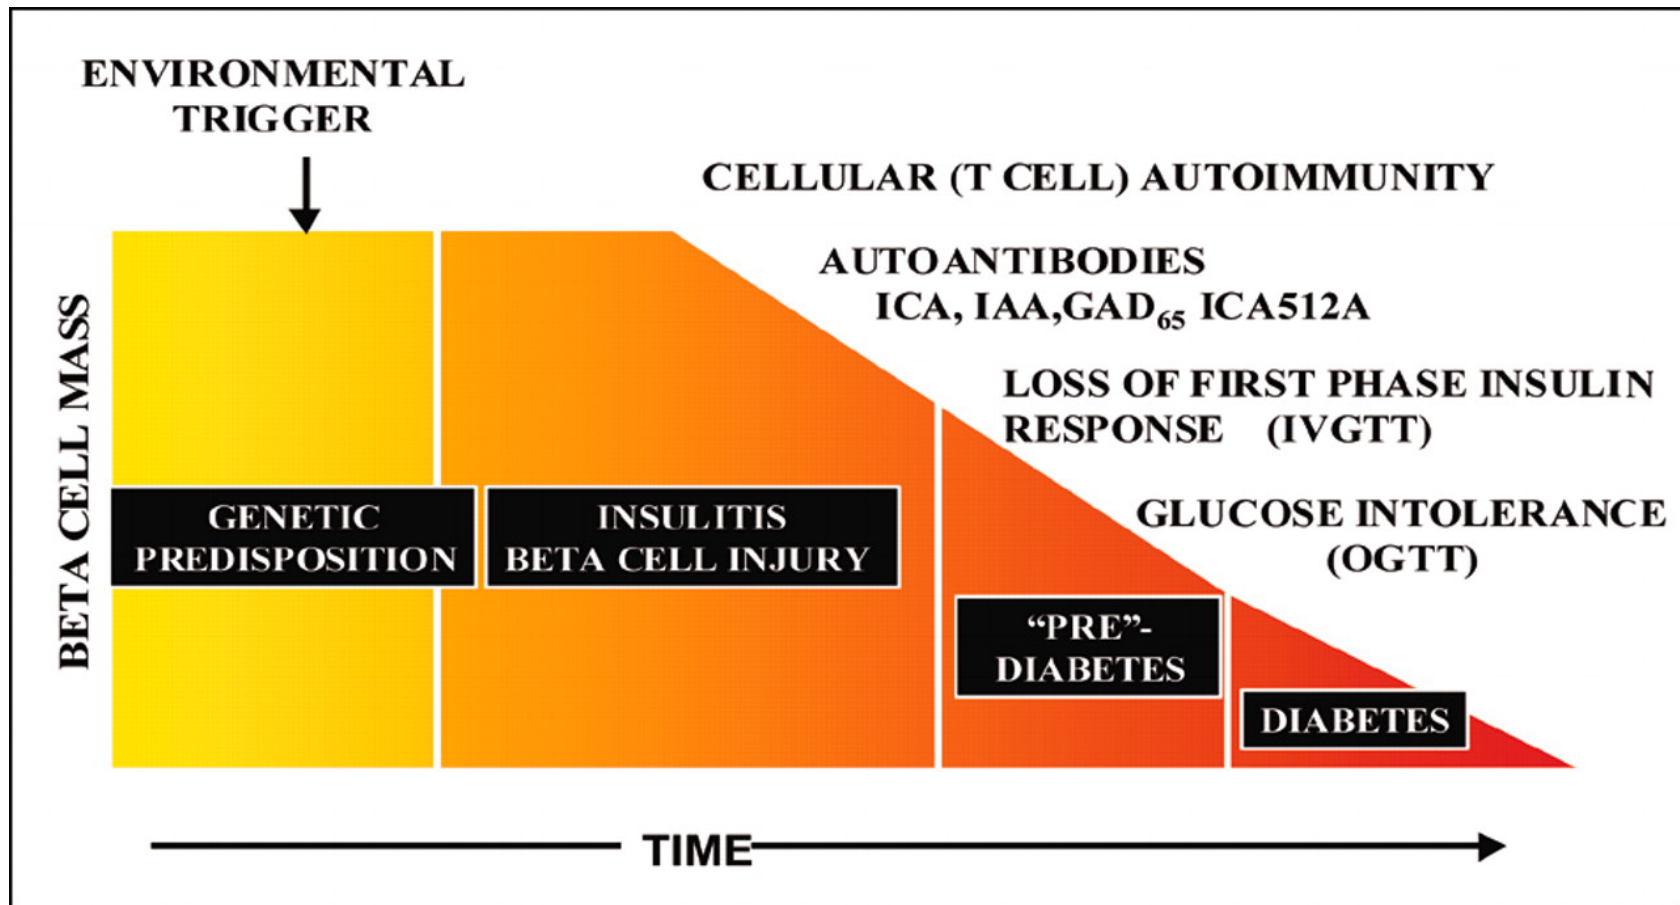 ENVIRONMENTAL
TRIGGER
CELLULAR (T CELL) AUTOIMMUNITY
AUTOANTIBODIES
ICA, IAA,GAD65 ICA512A
LOSS OF FIRST PHASE INSULIN
RESPONSE (IVGTT)
GLUCOSE INTOLERANCE
(OGTT)
BETA CELL MASS
GENETIC
PREDISPOSITION
INSULITIS
BETA CELL INJURY
“PRE”-
DIABETES
DIABETES
TIME